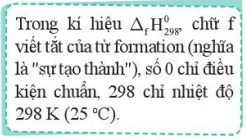 Trong kí hiệu Δ_fH⁰₂₉₈, chữ f
viết tắt của từ formation (nghĩa
là "sự tạo thành"), số 0 chỉ điều
kiện chuẩn, 298 chỉ nhiệt độ
298 K (25 °C).